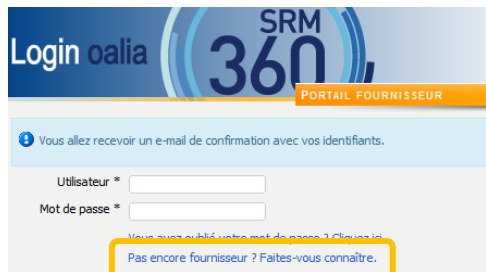 Login oalia
SRM
360
PORTAIL FOURNISSEUR
Vous allez recevoir un e-mail de confirmation avec vos identifiants.
Utilisateur *
Mot de passe *
Vous avez oublié votre mot de passe ? Cliquez ici
Pas encore fournisseur ? Faites-vous connaître.